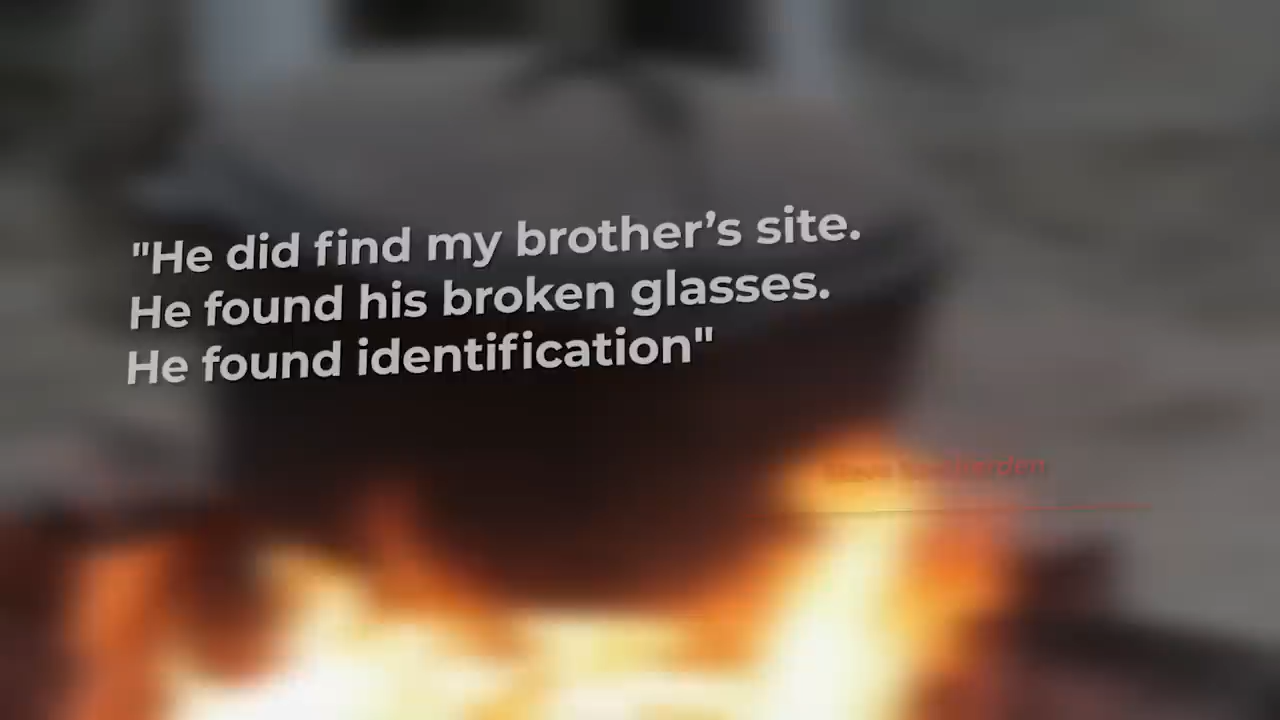 "He did find my brother’s site.
He found his broken glasses.
He found identification"